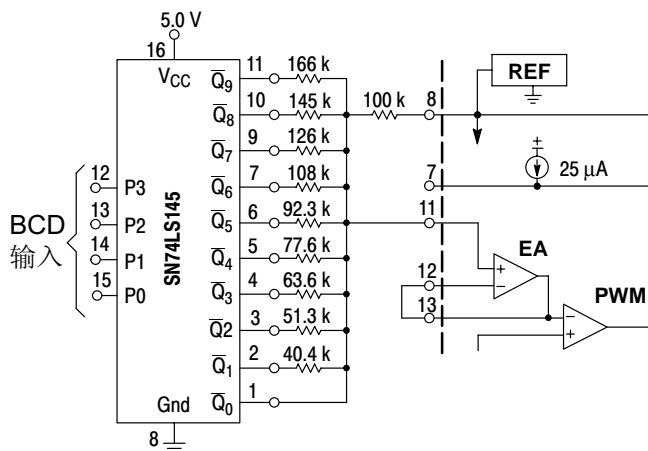 5.0 V
16
VCC
SN74LS145
BCD
输入
12
P3
13
P2
14
P1
15
P0
Q̅9 11 166 k
Q̅8 10 145 k
Q̅7 9 126 k
Q̅6 7 108 k
Q̅5 6 92.3 k
Q̅4 5 77.6 k
Q̅3 4 63.6 k
Q̅2 3 51.3 k
Q̅1 2 40.4 k
Q̅0 1
Gnd
8
100 k 8
REF
7
25 μA
11
EA
12
13
PWM
+
−
−
+